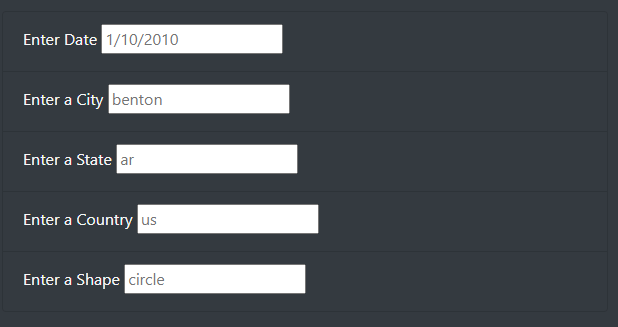 Enter Date 1/10/2010
Enter a City benton
Enter a State ar
Enter a Country us
Enter a Shape circle